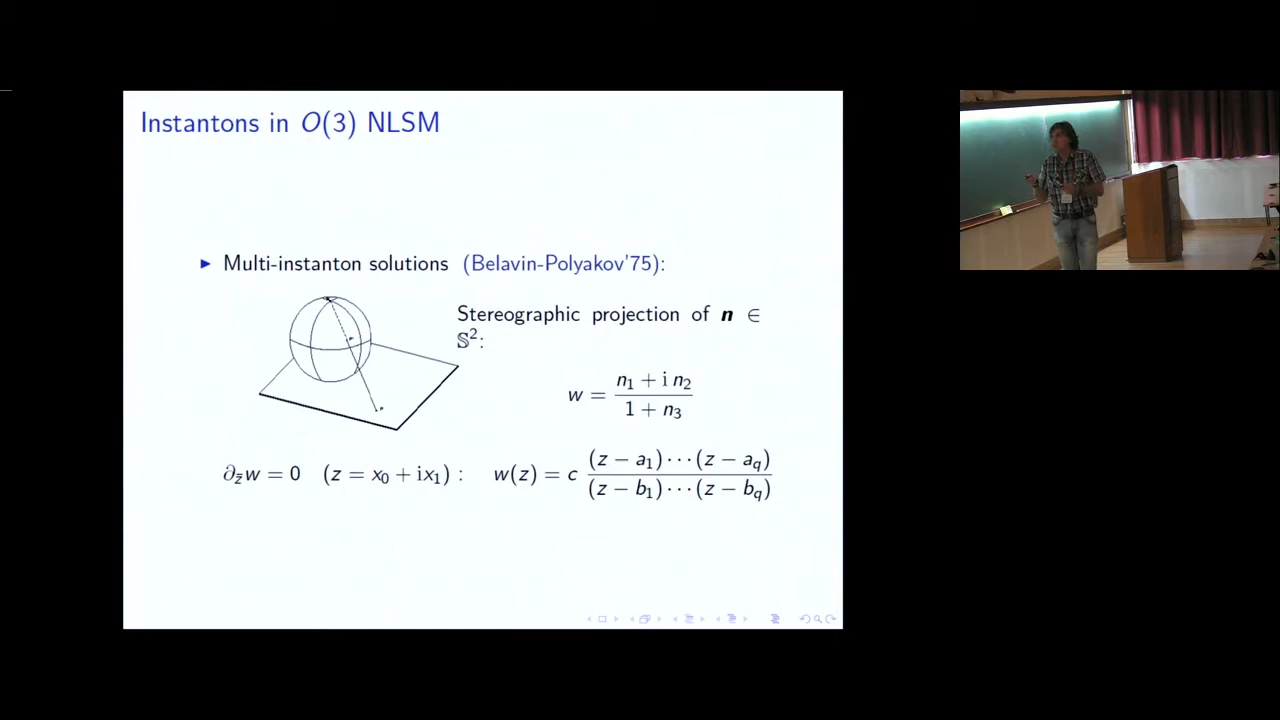 Instantons in O(3) NLSM
▶ Multi-instanton solutions (Belavin-Polyakov'75):
Stereographic projection of n ∈
𝕊²:
w = (n₁ + i n₂) / (1 + n₃)
∂_z̄ w = 0 (z = x₀ + ix₁) : w(z) = c (z − a₁) ··· (z − a_q) / (z − b₁) ··· (z − b_q)